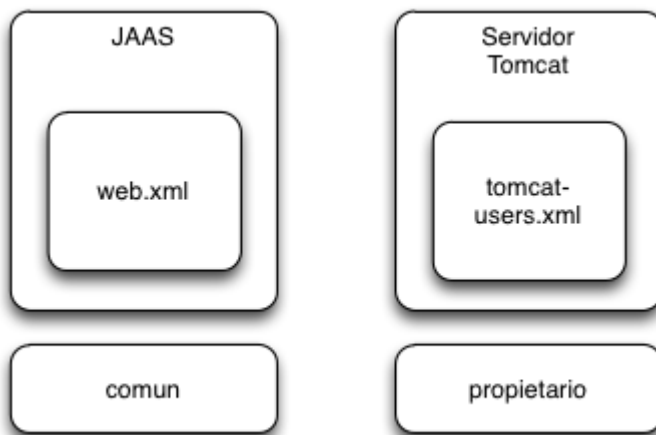 JAAS
web.xml
comun
Servidor
Tomcat
tomcat-
users.xml
propietario